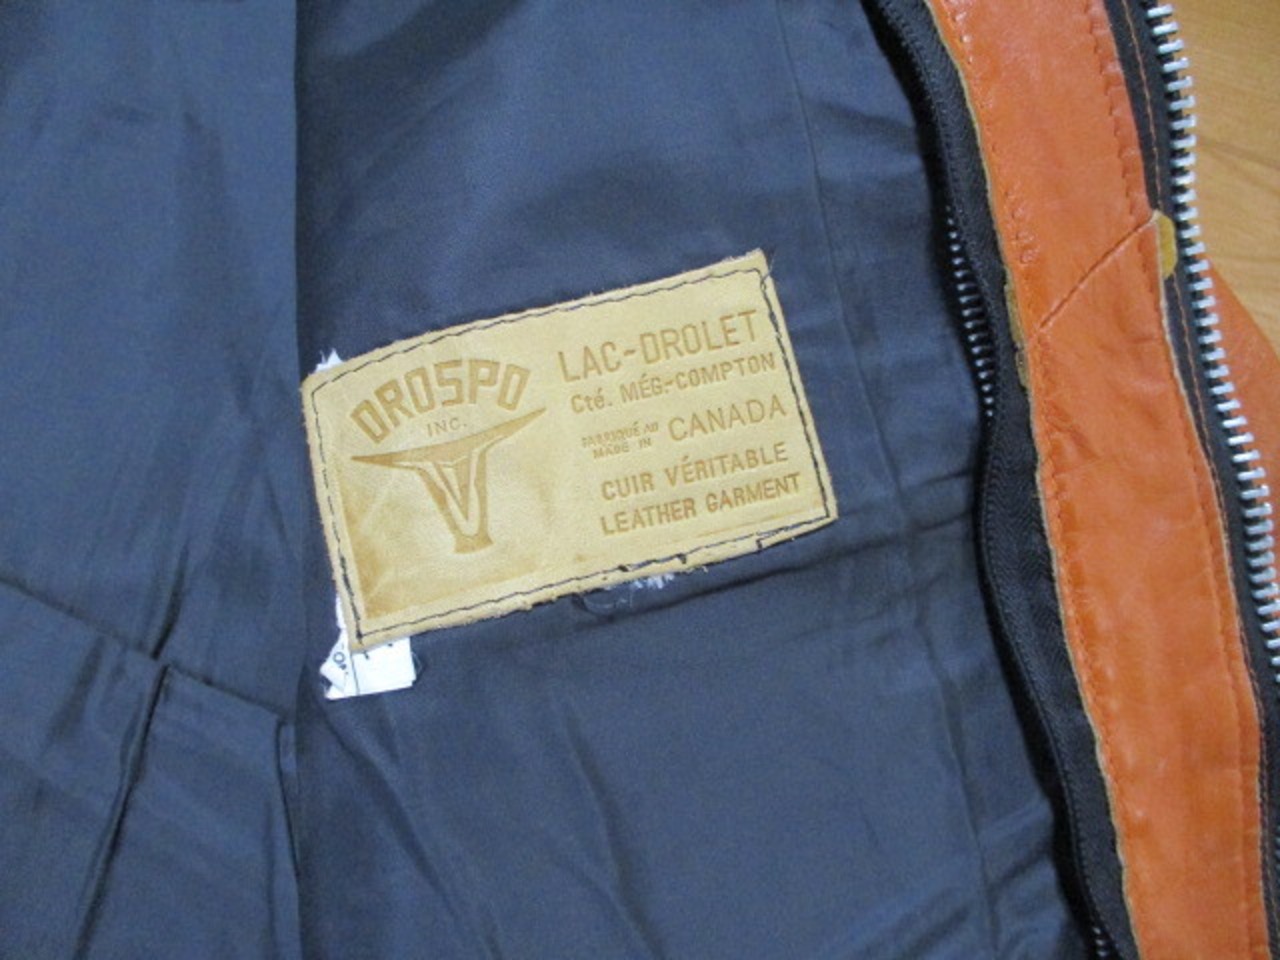 DROSPO
INC.
LAC-DROLET
Cté. MÉG.-COMPTON
FABRIQUÉ AU
MADE IN CANADA
CUIR VÉRITABLE
LEATHER GARMENT